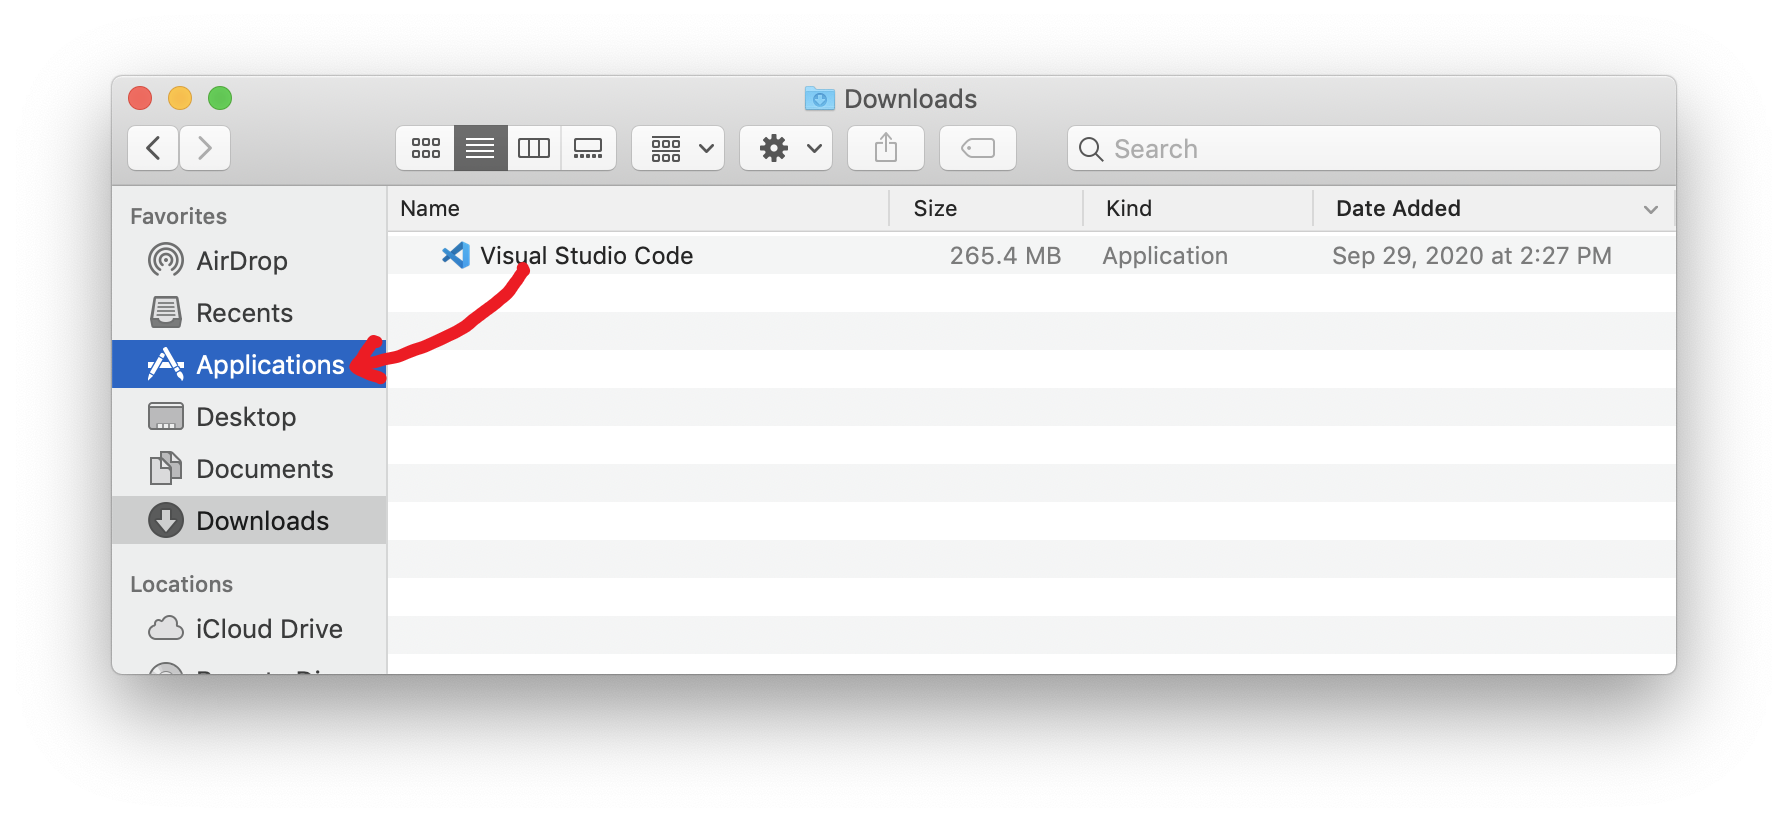 Downloads
Search
Favorites
AirDrop
Recents
Applications
Desktop
Documents
Downloads
Locations
iCloud Drive
Name Size Kind Date Added
Visual Studio Code 265.4 MB Application Sep 29, 2020 at 2:27 PM